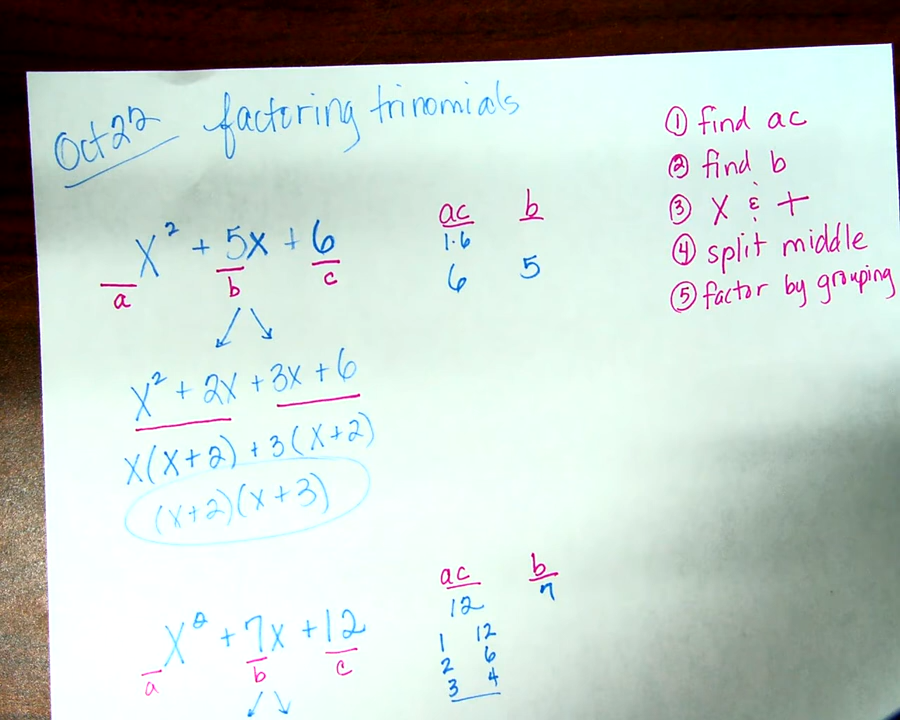 Oct 22 factoring trinomials
① find ac
② find b
③ X & +
④ split middle
⑤ factor by grouping
x² + 5x + 6
a b c
ac b
1·6
6 5
x² + 2x + 3x + 6
x(x+2) + 3(x+2)
(x+2)(x+3)
x² + 7x + 12
a b c
ac b
12 7
1 12
2 6
3 4